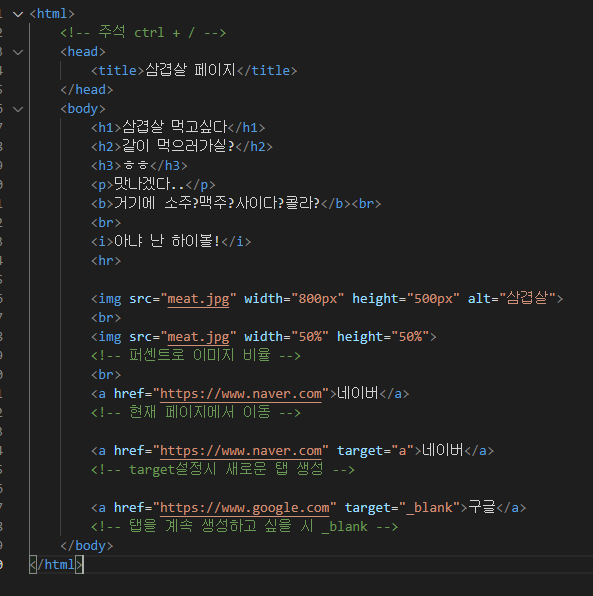 <html>
<!-- 주석 ctrl + / -->
<head>
<title>삼겹살 페이지</title>
</head>
<body>
<h1>삼겹살 먹고싶다</h1>
<h2>같이 먹으러가실?</h2>
<h3>ㅎㅎ</h3>
<p>맛나겠다..</p>
<b>거기에 소주?맥주?사이다?콜라?</b><br>
<br>
<i>아냐 난 하이볼!</i>
<hr>
<img src="meat.jpg" width="800px" height="500px" alt="삼겹살">
<br>
<img src="meat.jpg" width="50%" height="50%">
<!-- 퍼센트로 이미지 비율 -->
<br>
<a href="https://www.naver.com">네이버</a>
<!-- 현재 페이지에서 이동 -->
<a href="https://www.naver.com" target="a">네이버</a>
<!-- target설정시 새로운 탭 생성 -->
<a href="https://www.google.com" target="_blank">구글</a>
<!-- 탭을 계속 생성하고 싶을 시 _blank -->
</body>
</html>